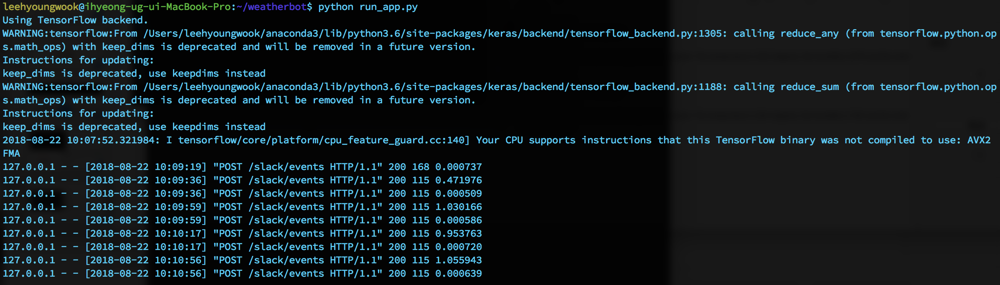 leehyoungwook@ihyeong-ug-ui-MacBook-Pro:~/weatherbot$ python run_app.py
Using TensorFlow backend.
WARNING:tensorflow:From /Users/leehyoungwook/anaconda3/lib/python3.6/site-packages/keras/backend/tensorflow_backend.py:1305: calling reduce_any (from tensorflow.python.op
s.math_ops) with keep_dims is deprecated and will be removed in a future version.
Instructions for updating:
keep_dims is deprecated, use keepdims instead
WARNING:tensorflow:From /Users/leehyoungwook/anaconda3/lib/python3.6/site-packages/keras/backend/tensorflow_backend.py:1188: calling reduce_sum (from tensorflow.python.op
s.math_ops) with keep_dims is deprecated and will be removed in a future version.
Instructions for updating:
keep_dims is deprecated, use keepdims instead
2018-08-22 10:07:52.321984: I tensorflow/core/platform/cpu_feature_guard.cc:140] Your CPU supports instructions that this TensorFlow binary was not compiled to use: AVX2
FMA
127.0.0.1 - - [2018-08-22 10:09:19] "POST /slack/events HTTP/1.1" 200 168 0.000737
127.0.0.1 - - [2018-08-22 10:09:36] "POST /slack/events HTTP/1.1" 200 115 0.471976
127.0.0.1 - - [2018-08-22 10:09:36] "POST /slack/events HTTP/1.1" 200 115 0.000509
127.0.0.1 - - [2018-08-22 10:09:59] "POST /slack/events HTTP/1.1" 200 115 1.030166
127.0.0.1 - - [2018-08-22 10:09:59] "POST /slack/events HTTP/1.1" 200 115 0.000586
127.0.0.1 - - [2018-08-22 10:10:17] "POST /slack/events HTTP/1.1" 200 115 0.953763
127.0.0.1 - - [2018-08-22 10:10:17] "POST /slack/events HTTP/1.1" 200 115 0.000720
127.0.0.1 - - [2018-08-22 10:10:56] "POST /slack/events HTTP/1.1" 200 115 1.055943
127.0.0.1 - - [2018-08-22 10:10:56] "POST /slack/events HTTP/1.1" 200 115 0.000639